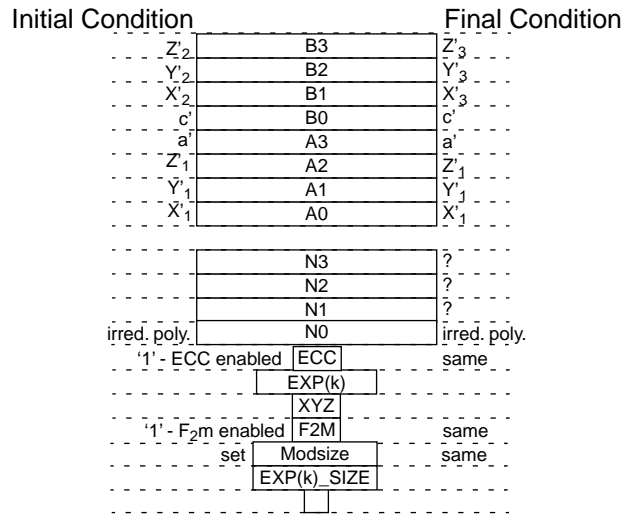 Initial Condition Final Condition
Z'2 B3 Z'3
Y'2 B2 Y'3
X'2 B1 X'3
c' B0 c'
a' A3 a'
Z'1 A2 Z'1
Y'1 A1 Y'1
X'1 A0 X'1
N3 ?
N2 ?
N1 ?
irred. poly. N0 irred. poly.
‘1’ - ECC enabled ECC same
EXP(k)
XYZ
‘1’ - F2m enabled F2M same
set Modsize same
EXP(k)_SIZE